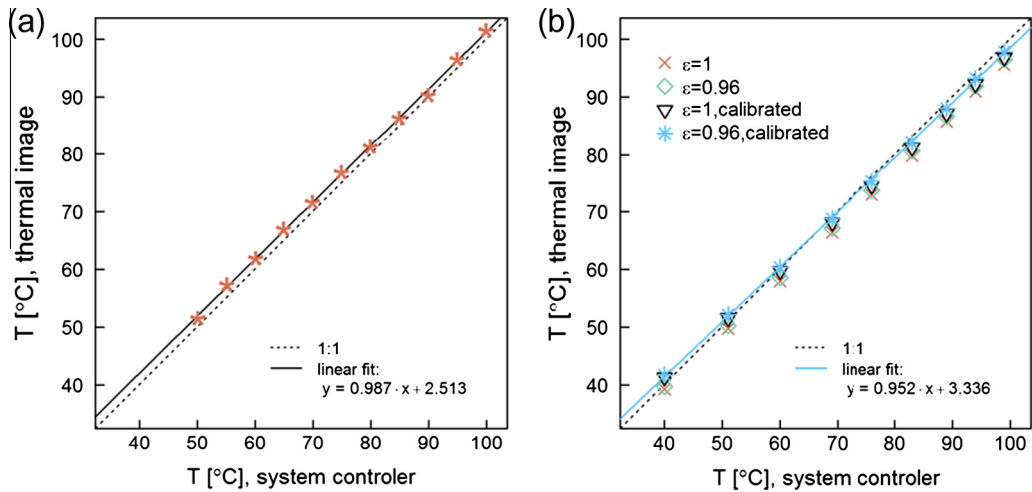 (a)
T [°C], thermal image
100
90
80
70
60
50
40
1:1
linear fit:
y = 0.987 · x + 2.513
40 50 60 70 80 90 100
T [°C], system controler
(b)
T [°C], thermal image
100
90
80
70
60
50
40
ε=1
ε=0.96
ε=1,calibrated
ε=0.96,calibrated
1:1
linear fit:
y = 0.952 · x + 3.336
40 50 60 70 80 90 100
T [°C], system controler